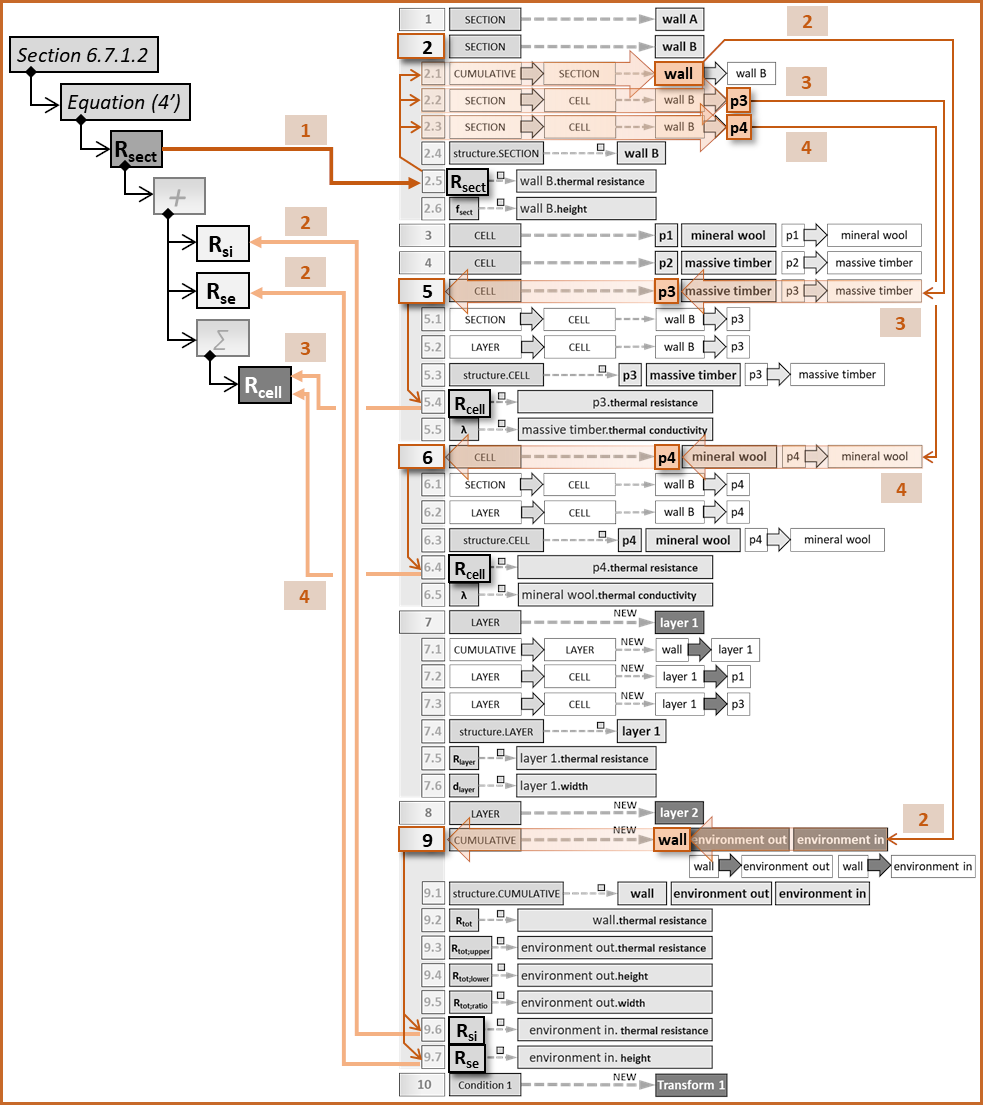 Section 6.7.1.2
Equation (4’)
Rsect
+
Rsi
Rse
Σ
Rcell
1
2
2
3
4
2
3
4
3
4
2
1 SECTION wall A
2 SECTION wall B
2.1 CUMULATIVE SECTION wall wall B
2.2 SECTION CELL wall B p3
2.3 SECTION CELL wall B p4
2.4 structure.SECTION wall B
2.5 Rsect wall B.thermal resistance
2.6 fsect wall B.height
3 CELL p1 mineral wool p1 mineral wool
4 CELL p2 massive timber p2 massive timber
5 CELL p3 massive timber p3 massive timber
5.1 SECTION CELL wall B p3
5.2 LAYER CELL wall B p3
5.3 structure.CELL p3 massive timber p3 massive timber
5.4 Rcell p3.thermal resistance
5.5 λ massive timber.thermal conductivity
6 CELL p4 mineral wool p4 mineral wool
6.1 SECTION CELL wall B p4
6.2 LAYER CELL wall B p4
6.3 structure.CELL p4 mineral wool p4 mineral wool
6.4 Rcell p4.thermal resistance
6.5 λ mineral wool.thermal conductivity
7 LAYER NEW layer 1
7.1 CUMULATIVE LAYER NEW wall layer 1
7.2 LAYER CELL NEW layer 1 p1
7.3 LAYER CELL NEW layer 1 p3
7.4 structure.LAYER layer 1
7.5 Rlayer layer 1.thermal resistance
7.6 dlayer layer 1.width
8 LAYER NEW layer 2
9 CUMULATIVE NEW wall environment out environment in
wall environment out wall environment in
9.1 structure.CUMULATIVE wall environment out environment in
9.2 Rtot wall.thermal resistance
9.3 Rtot;upper environment out.thermal resistance
9.4 Rtot;lower environment out.height
9.5 Rtot;ratio environment out.width
9.6 Rsi environment in. thermal resistance
9.7 Rse environment in. height
10 Condition 1 NEW Transform 1